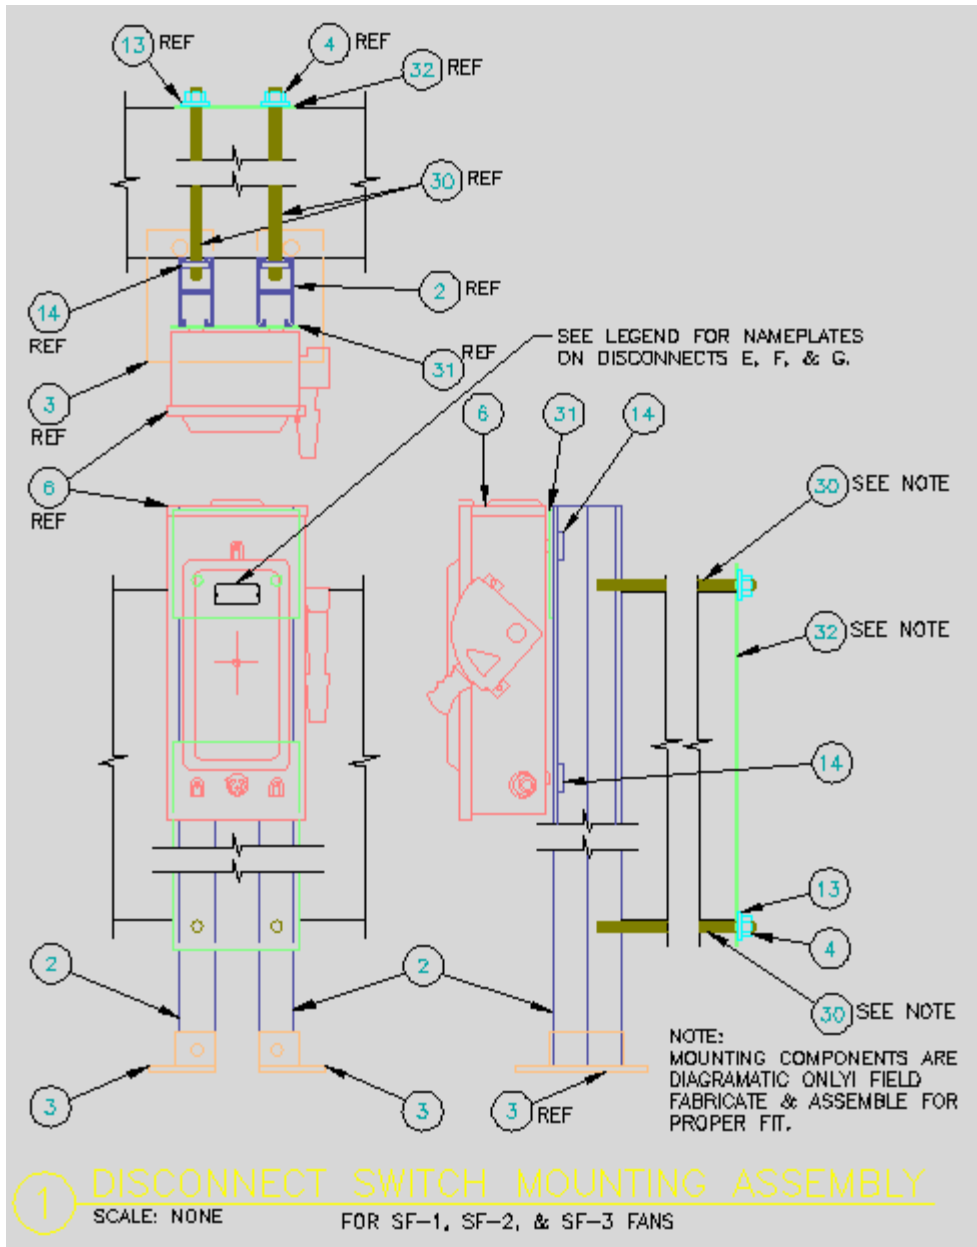 13 REF
4 REF
32 REF
30 REF
14
REF
2 REF
31 REF
3
REF
SEE LEGEND FOR NAMEPLATES
ON DISCONNECTS E, F, & G.
6
REF
6
31
14
30 SEE NOTE
32 SEE NOTE
14
13
4
30 SEE NOTE
2
2
3
3
3 REF
NOTE:
MOUNTING COMPONENTS ARE
DIAGRAMATIC ONLY! FIELD
FABRICATE & ASSEMBLE FOR
PROPER FIT.
1 DISCONNECT SWITCH MOUNTING ASSEMBLY
SCALE: NONE
FOR SF-1, SF-2, & SF-3 FANS